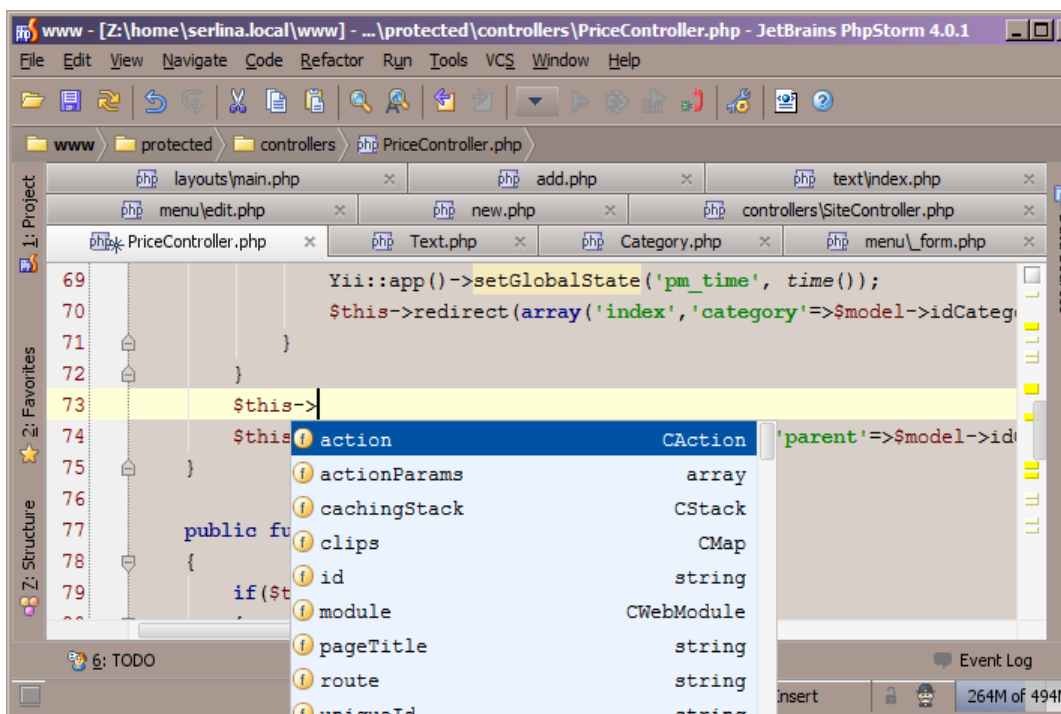 www - [Z:\home\serlina.local\www] - ...\protected\controllers\PriceController.php - JetBrains PhpStorm 4.0.1
File Edit View Navigate Code Refactor Run Tools VCS Window Help
www protected controllers PriceController.php
layouts\main.php add.php text\index.php
menu\edit.php new.php controllers\SiteController.php
PriceController.php Text.php Category.php menu\_form.php
1: Project
2: Favorites
7: Structure
69 Yii::app()->setGlobalState('pm_time', time());
70 $this->redirect(array('index','category'=>$model->idCateg
71 }
72 }
73 $this->
74 $this 'parent'=>$model->id
75 }
76
77 public fu
78 {
79 if($t
action CAction
actionParams array
cachingStack CStack
clips CMap
id string
module CWebModule
pageTitle string
route string
uniqueId string
6: TODO Event Log
Insert 264M of 494M